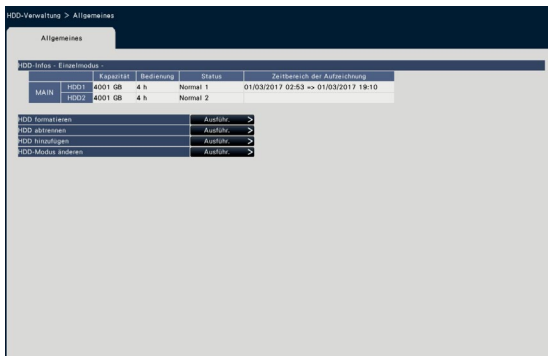 HDD-Verwaltung > Allgemeines
Allgemeines
HDD-Infos - Einzelmodus -
Kapazität Bedienung Status Zeitbereich der Aufzeichnung
MAIN HDD1 4001 GB 4 h Normal 1 01/03/2017 02:53 => 01/03/2017 19:10
HDD2 4001 GB 4 h Normal 2
HDD formatieren Ausführ. >
HDD abtrennen Ausführ. >
HDD hinzufügen Ausführ. >
HDD-Modus änderen Ausführ. >